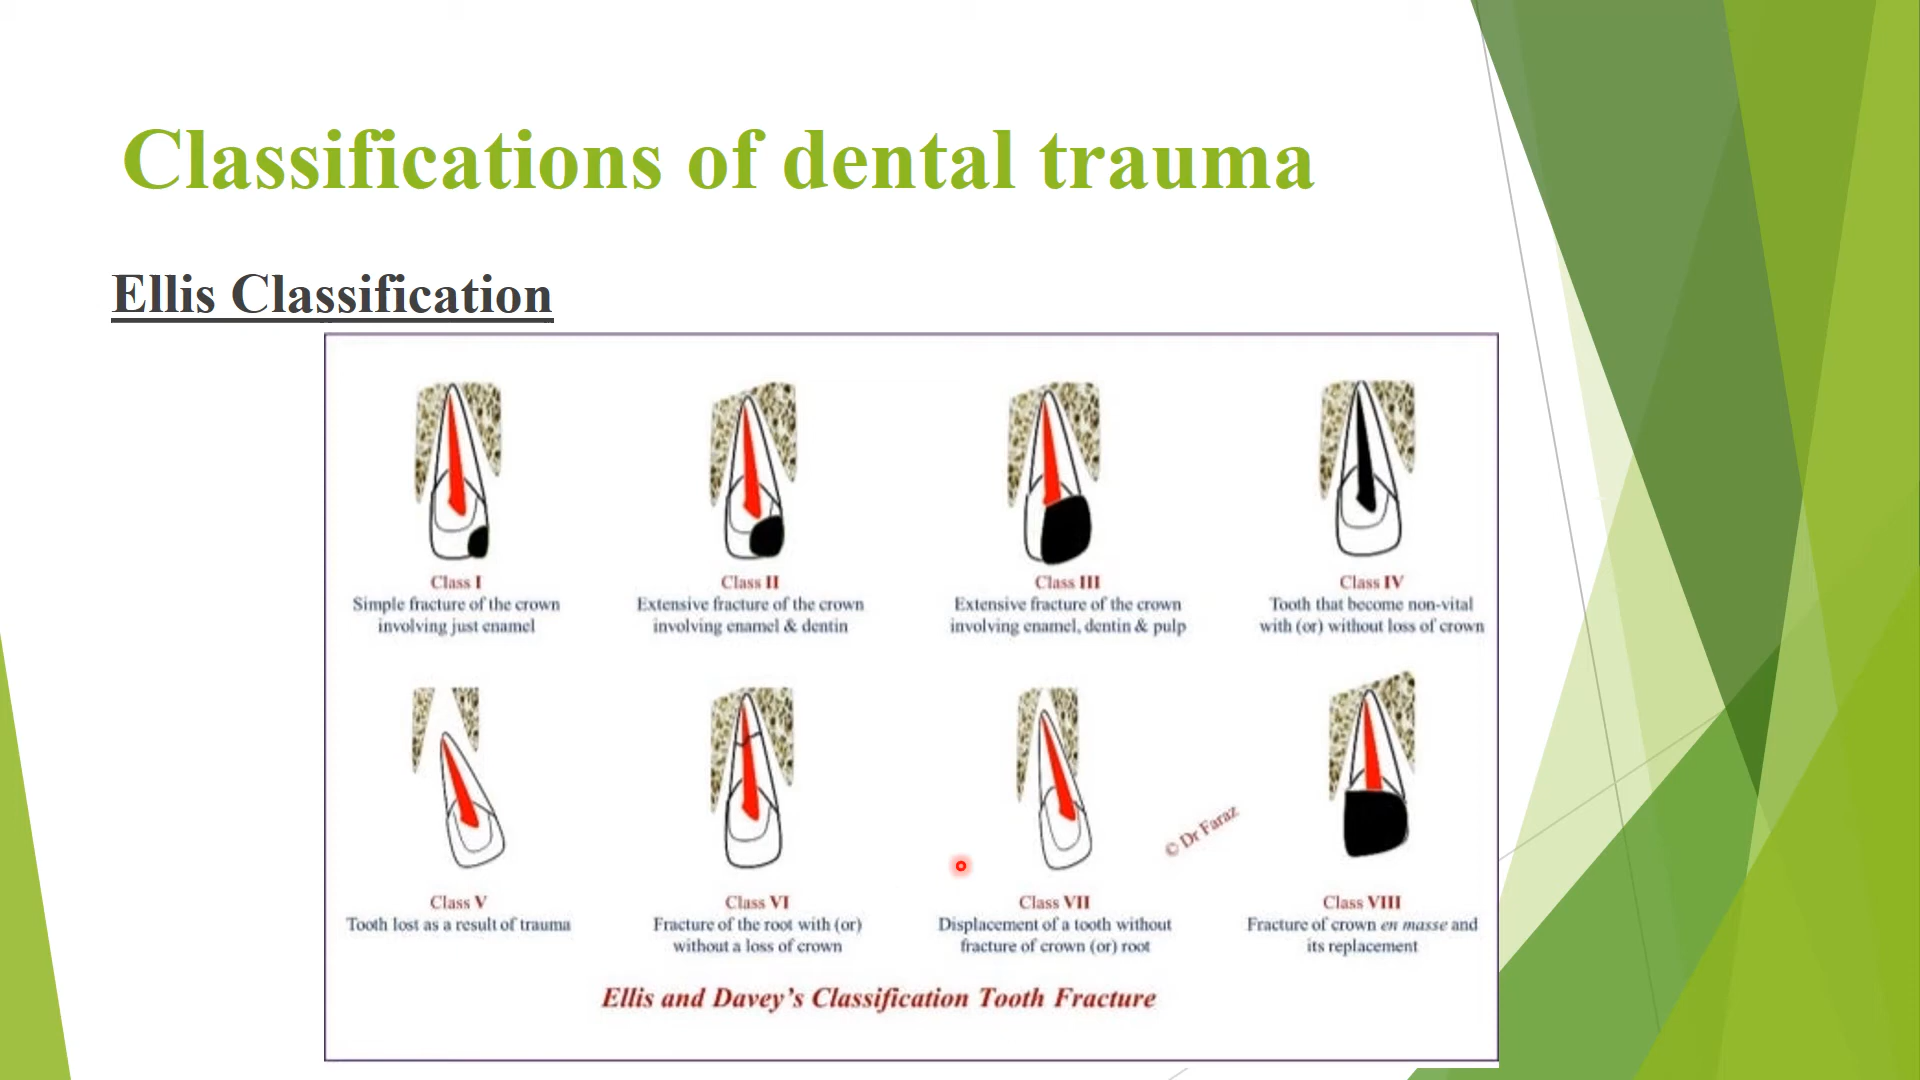 Classifications of dental trauma
Ellis Classification
Class I
Simple fracture of the crown
involving just enamel
Class II
Extensive fracture of the crown
involving enamel & dentin
Class III
Extensive fracture of the crown
involving enamel, dentin & pulp
Class IV
Tooth that become non-vital
with (or) without loss of crown
Class V
Tooth lost as a result of trauma
Class VI
Fracture of the root with (or)
without a loss of crown
Class VII
Displacement of a tooth without
fracture of crown (or) root
© Dr Faraz
Class VIII
Fracture of crown en masse and
its replacement
Ellis and Davey's Classification Tooth Fracture